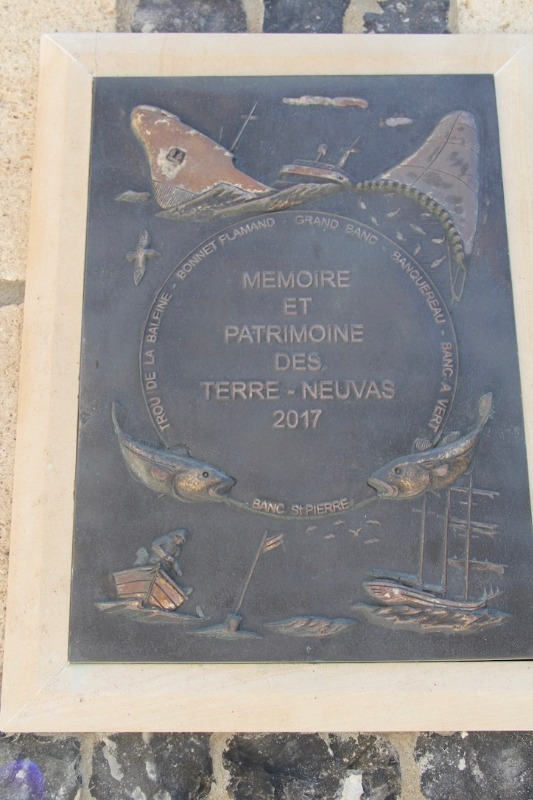 TROU DE LA BALEINE - BONNET FLAMAND GRAND BANC - BANQUEREAU - BANC A VERT
MEMOiRE
ET
PATRIMOINE
DES
TERRE - NEUVAS
2017
BANC St PIERRE